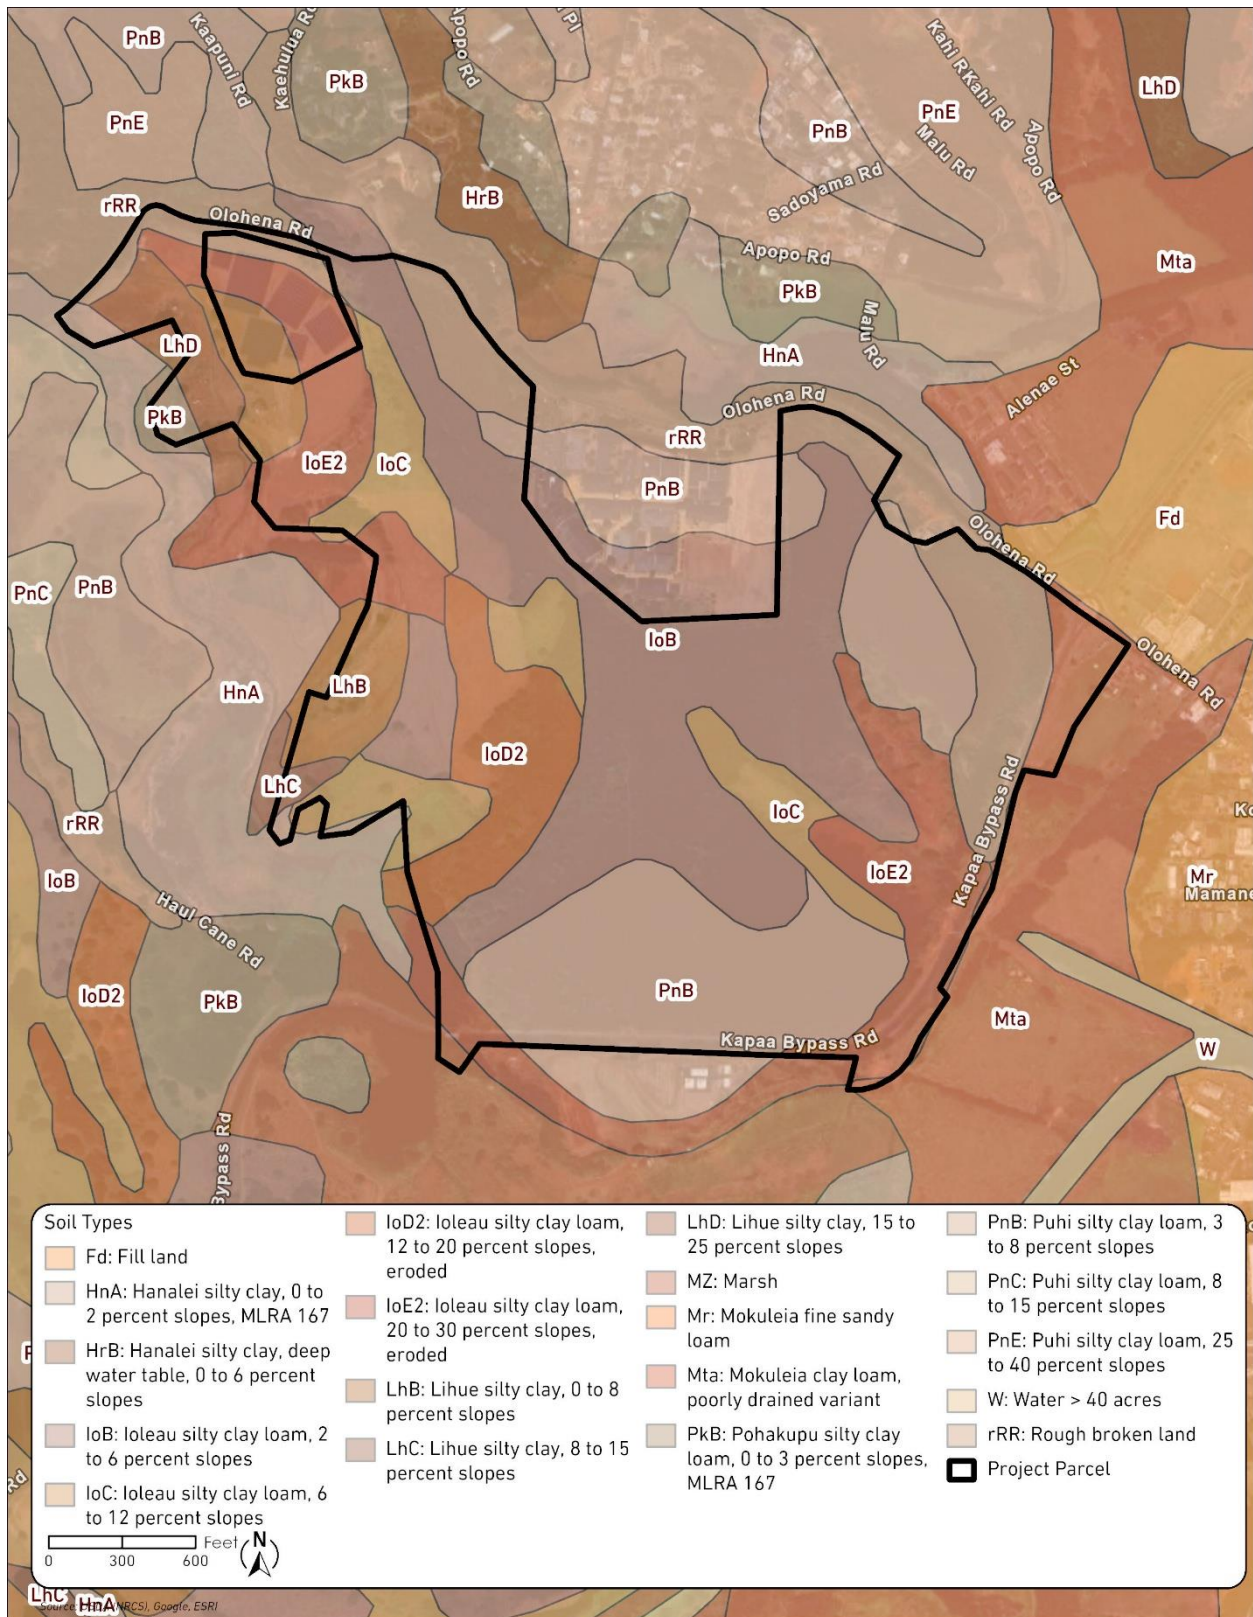 PnB
Kaapuni Rd
Kaehulua Rd
PkB
Apopo Rd
Pl
PnE
PnB
PnE
Kahi R
Kahi Rd
Malu Rd
Apopo Rd
LhD
HrB
Sadoyama Rd
rRR
Olohena Rd
Apopo Rd
Mta
PkB
Malu Rd
LhD
HnA
PkB
Olohena Rd
Alenae St
rRR
IoE2
IoC
PnB
Fd
Olohena Rd
PnC
PnB
IoB
Olohena Rd
HnA
LhB
IoD2
LhC
IoC
Kapaa Bypass Rd
rRR
IoB
IoE2
Mr
Mamane
Haul Cane Rd
IoD2
PkB
PnB
Mta
Kapaa Bypass Rd
W
Bypass Rd
Soil Types
Fd: Fill land
HnA: Hanalei silty clay, 0 to
2 percent slopes, MLRA 167
HrB: Hanalei silty clay, deep
water table, 0 to 6 percent
slopes
IoB: Ioleau silty clay loam, 2
to 6 percent slopes
IoC: Ioleau silty clay loam, 6
to 12 percent slopes
IoD2: Ioleau silty clay loam,
12 to 20 percent slopes,
eroded
IoE2: Ioleau silty clay loam,
20 to 30 percent slopes,
eroded
LhB: Lihue silty clay, 0 to 8
percent slopes
LhC: Lihue silty clay, 8 to 15
percent slopes
LhD: Lihue silty clay, 15 to
25 percent slopes
MZ: Marsh
Mr: Mokuleia fine sandy
loam
Mta: Mokuleia clay loam,
poorly drained variant
PkB: Pohakupu silty clay
loam, 0 to 3 percent slopes,
MLRA 167
PnB: Puhi silty clay loam, 3
to 8 percent slopes
PnC: Puhi silty clay loam, 8
to 15 percent slopes
PnE: Puhi silty clay loam, 25
to 40 percent slopes
W: Water > 40 acres
rRR: Rough broken land
Project Parcel
Feet
N
0 300 600
Rd
LhC
HnA
Source: USDA (NRCS), Google, ESRI